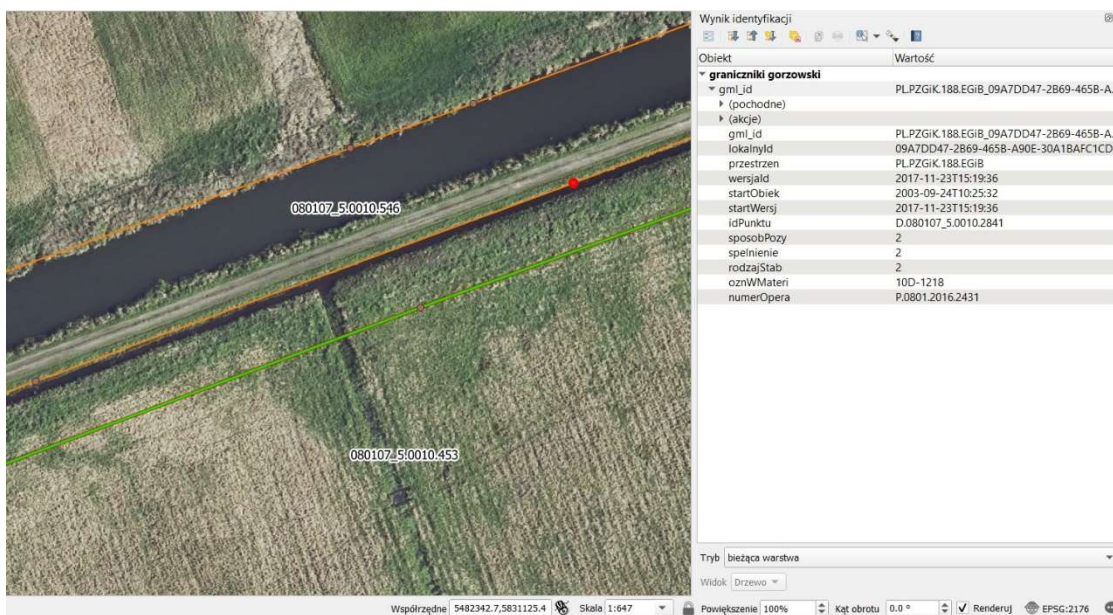 Wynik identyfikacji
Obiekt Wartość
graniczniki gorzowski
gml_id PL.PZGiK.188.EGiB_09A7DD47-2B69-465B-A...
(pochodne)
(akcje)
gml_id PL.PZGiK.188.EGiB_09A7DD47-2B69-465B-A...
lokalnyId 09A7DD47-2B69-465B-A90E-30A1BAFC1CD
przestrzen PL.PZGiK.188.EGiB
wersjaId 2017-11-23T15:19:36
startObiek 2003-09-24T10:25:32
startWersj 2017-11-23T15:19:36
idPunktu D.080107_5.0010.2841
sposobPozy 2
spelnienie 2
rodzajStab 2
oznWMateri 10D-1218
numerOpera P.0801.2016.2431
080107_5.0010.546
080107_5.0010.453
Tryb bieżąca warstwa
Widok Drzewo
Współrzędne 5482342.7,5831125.4 Skala 1:647 Powiększenie 100% Kąt obrotu 0.0 ° Renderuj EPSG:2176